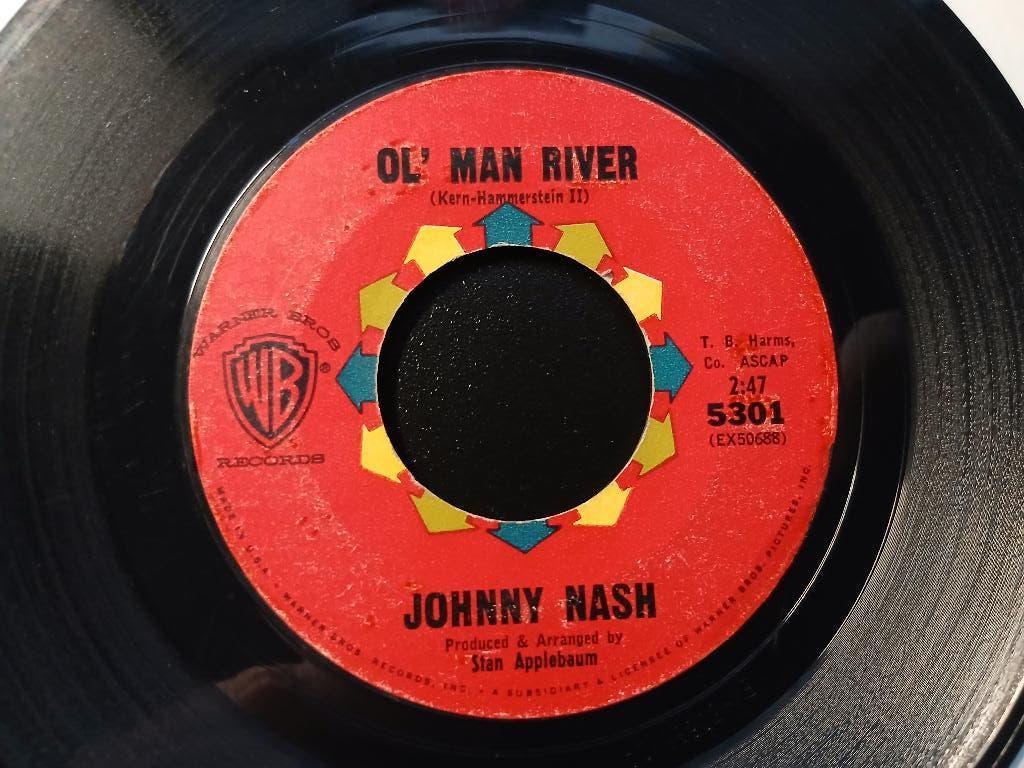 OL' MAN RIVER
(Kern-Hammerstein II)
WARNER BROS
WB
®
RECORDS
T. B. Harms,
Co. ASCAP
2:47
5301
(EX50688)
JOHNNY NASH
Produced & Arranged by
Stan Applebaum
MADE IN U.S.A. • WARNER BROS. RECORDS, INC. • A SUBSIDIARY & LICENSEE OF WARNER BROS. PICTURES, INC.